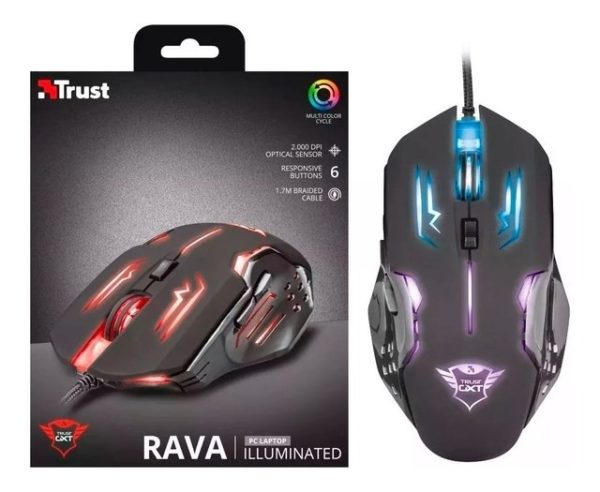 Trust
MULTI COLOR
CYCLE
2.000 DPI
OPTICAL SENSOR
RESPONSIVE
BUTTONS 6
1.7M BRAIDED
CABLE
TRUST
GXT
RAVA
PC LAPTOP
ILLUMINATED
TRUST
GXT